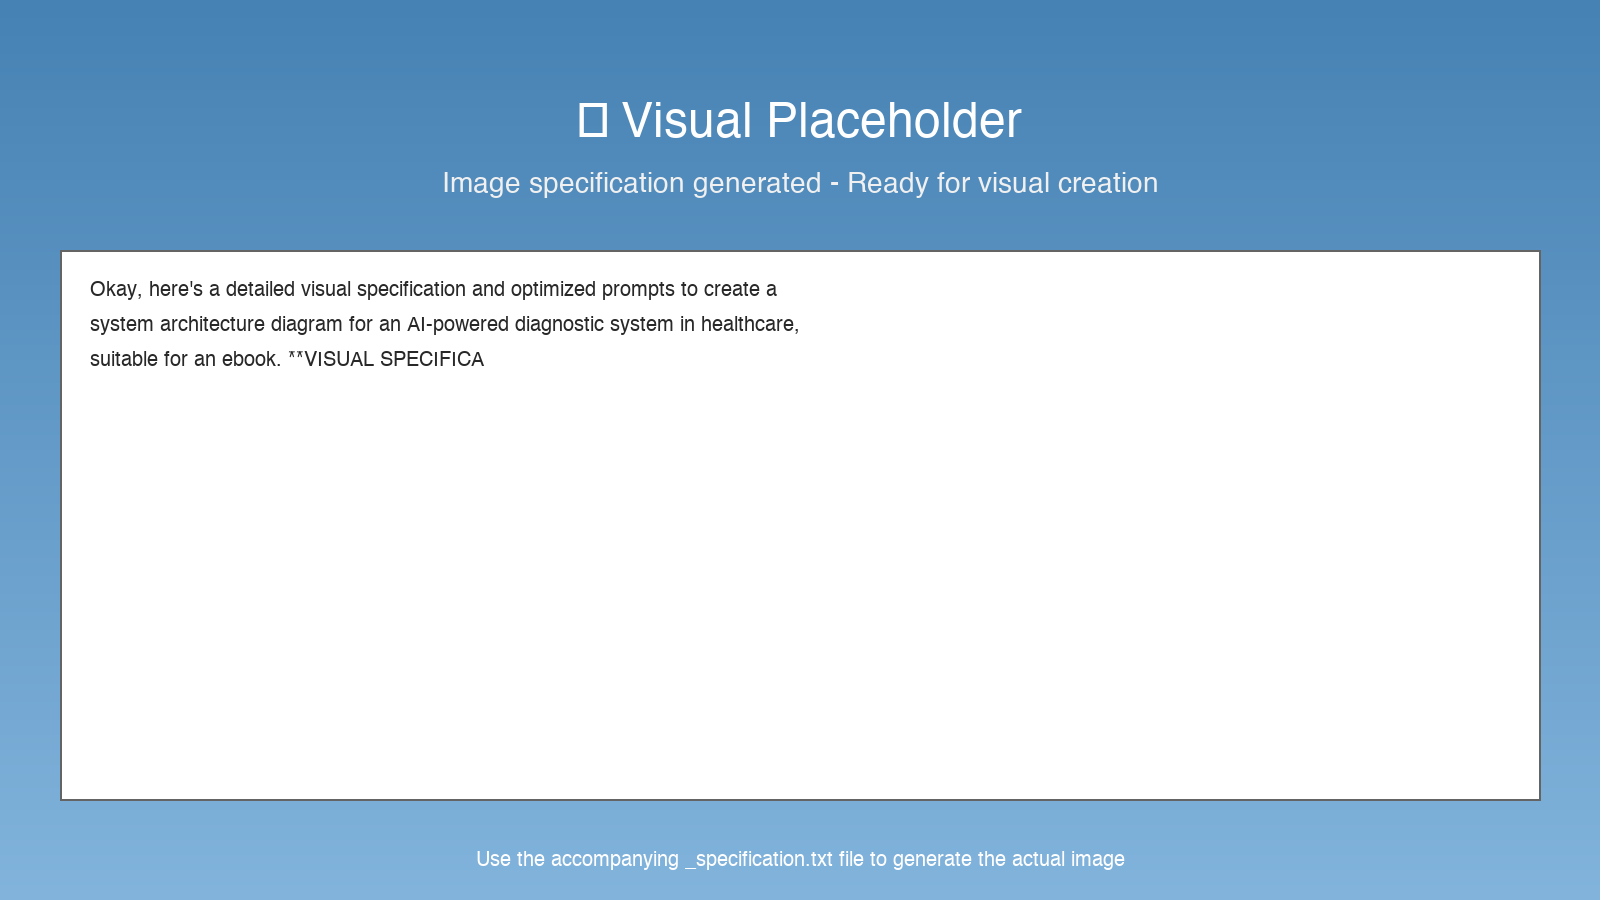 Visual Placeholder
Image specification generated - Ready for visual creation
Okay, here's a detailed visual specification and optimized prompts to create a
system architecture diagram for an AI-powered diagnostic system in healthcare,
suitable for an ebook. **VISUAL SPECIFICA
Use the accompanying _specification.txt file to generate the actual image